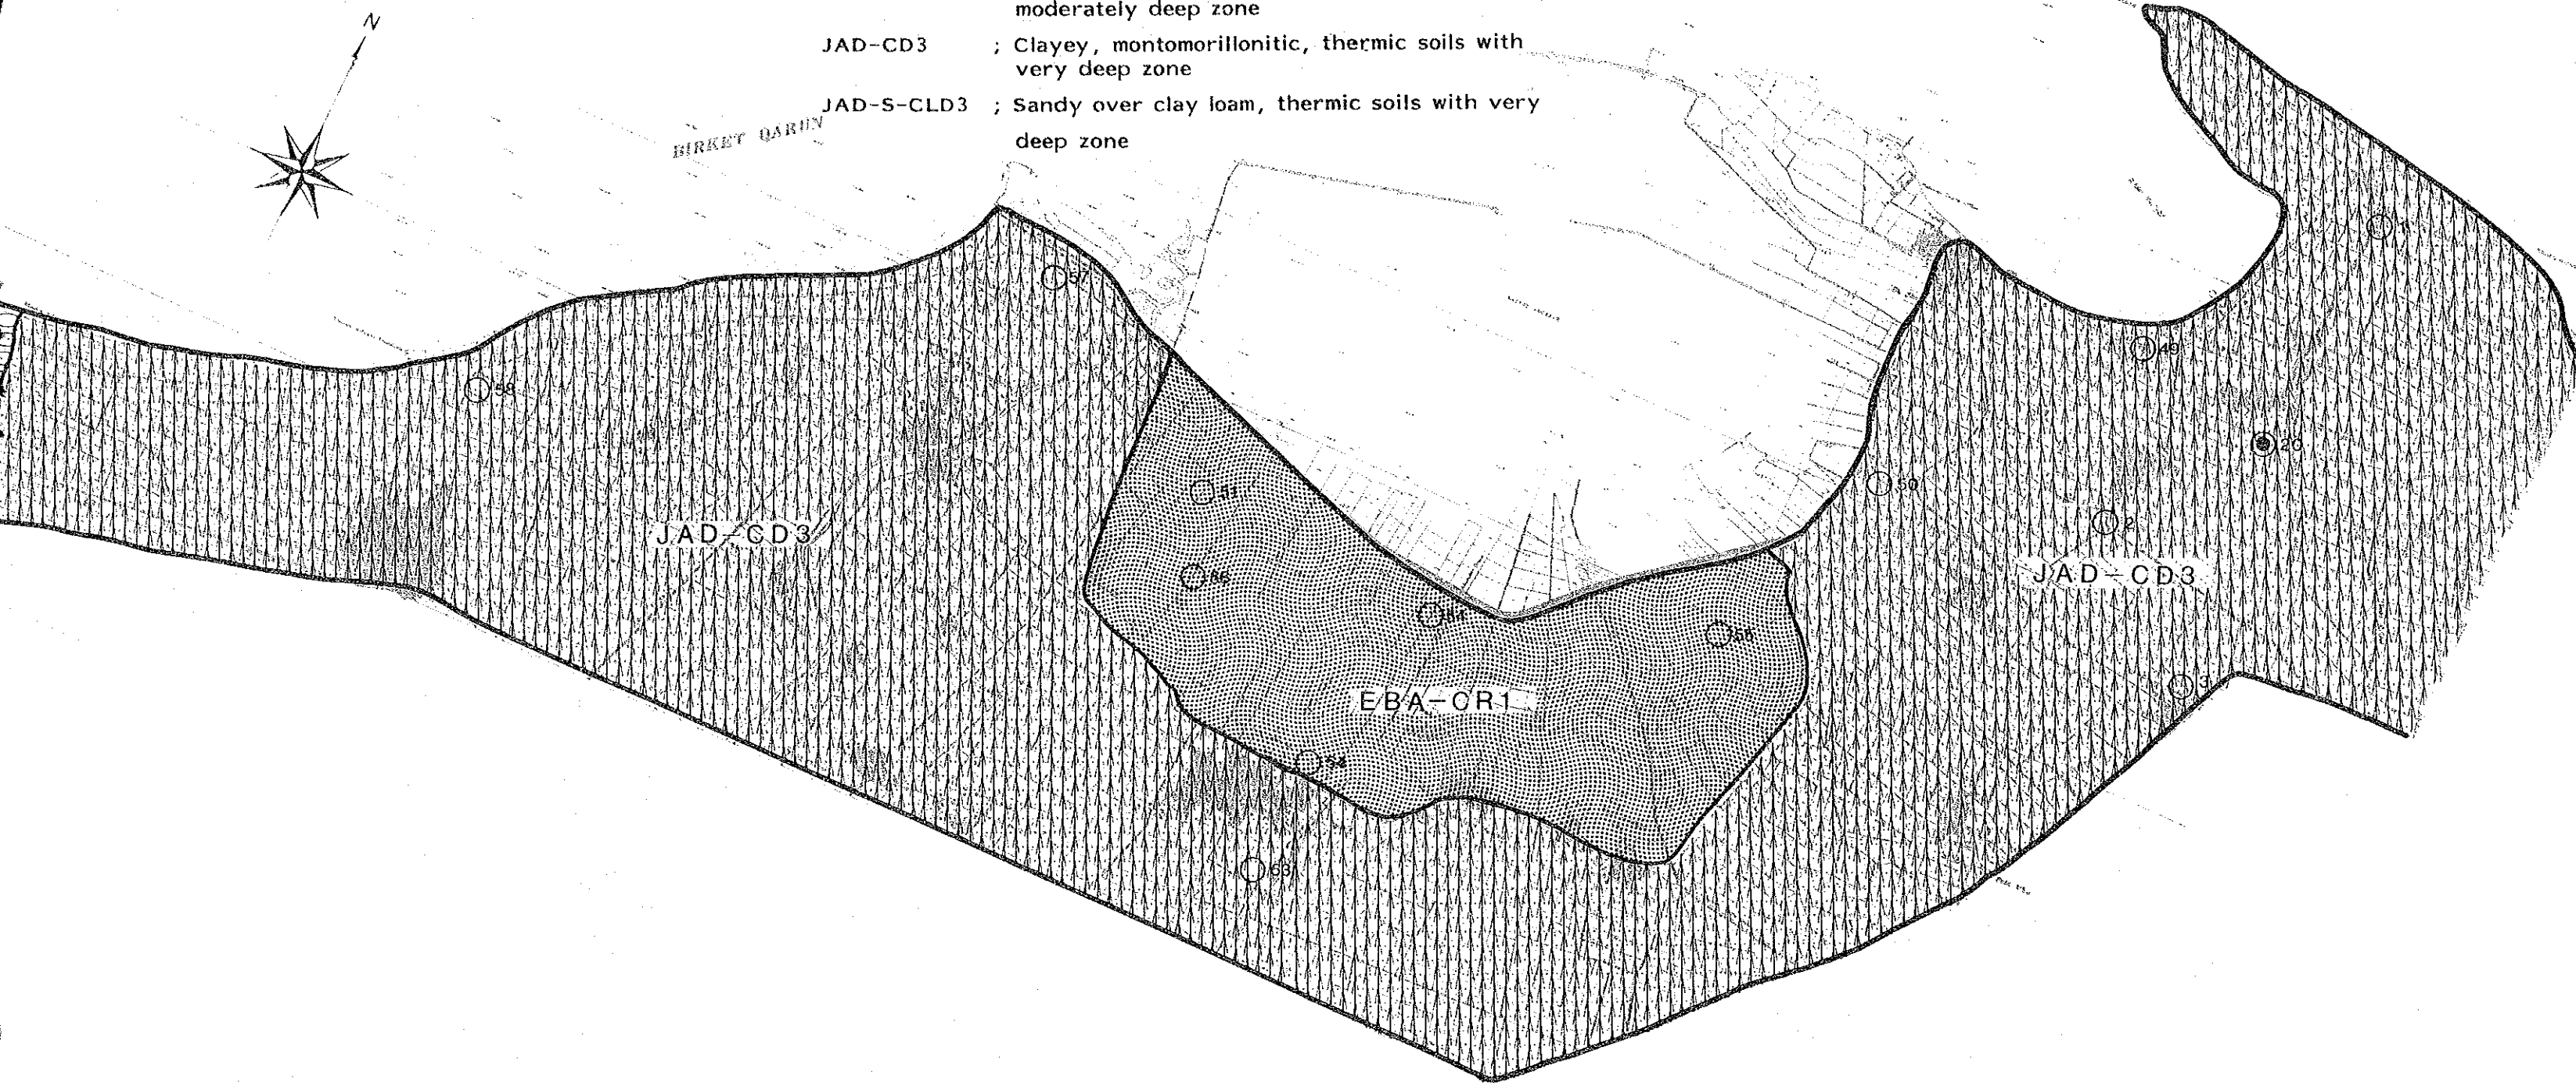 N
moderately deep zone
JAD-CD3 ; Clayey, montomorillonitic, thermic soils with
very deep zone
JAD-S-CLD3 ; Sandy over clay loam, thermic soils with very
deep zone
BIRKET QARUN
57
58
49
20
50
2
JAD-CD3
JAD-CD3
56
EBA-CR1
3
54
53